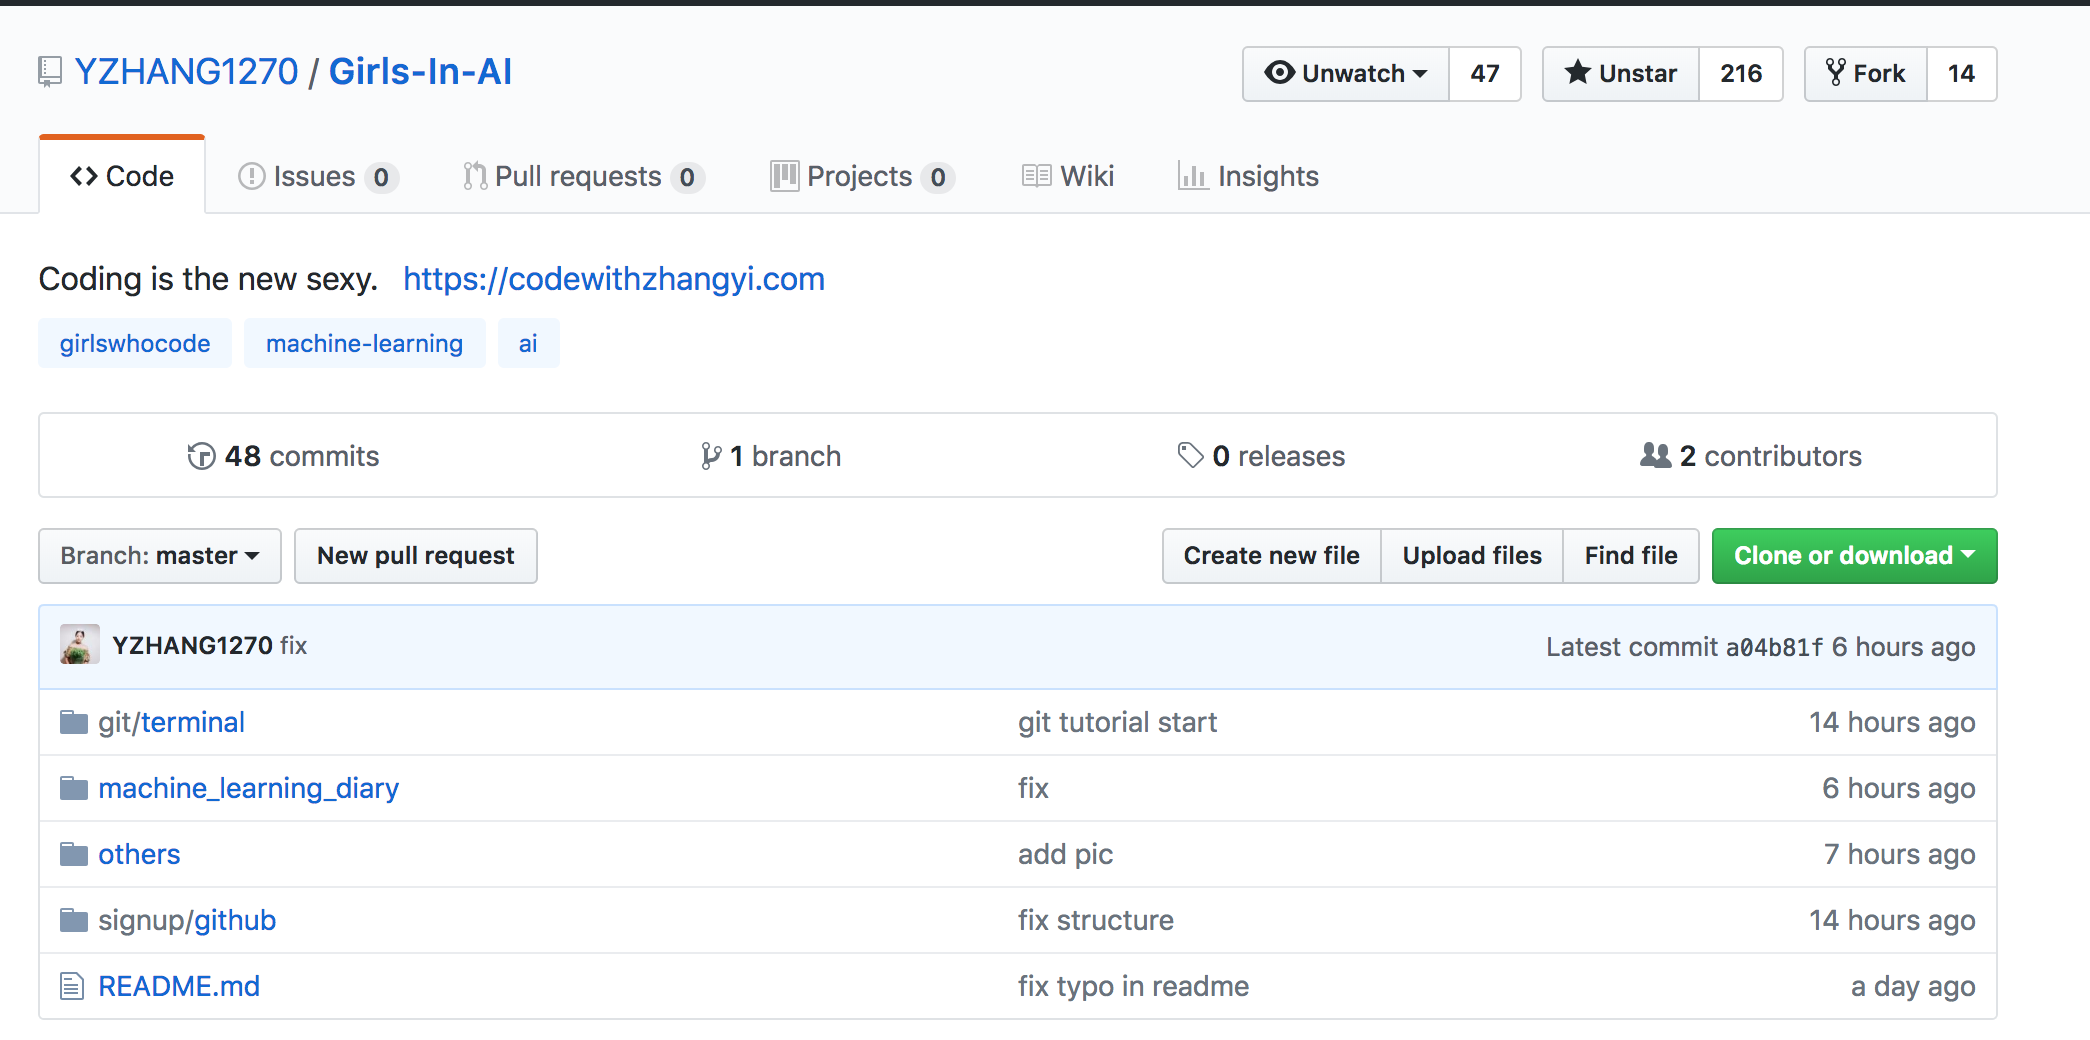 YZHANG1270 / Girls-In-AI
Unwatch 47 Unstar 216 Fork 14
Code Issues 0 Pull requests 0 Projects 0 Wiki Insights
Coding is the new sexy. https://codewithzhangyi.com
girlswhocode machine-learning ai
48 commits 1 branch 0 releases 2 contributors
Branch: master New pull request Create new file Upload files Find file Clone or download
YZHANG1270 fix Latest commit a04b81f 6 hours ago
git/terminal git tutorial start 14 hours ago
machine_learning_diary fix 6 hours ago
others add pic 7 hours ago
signup/github fix structure 14 hours ago
README.md fix typo in readme a day ago